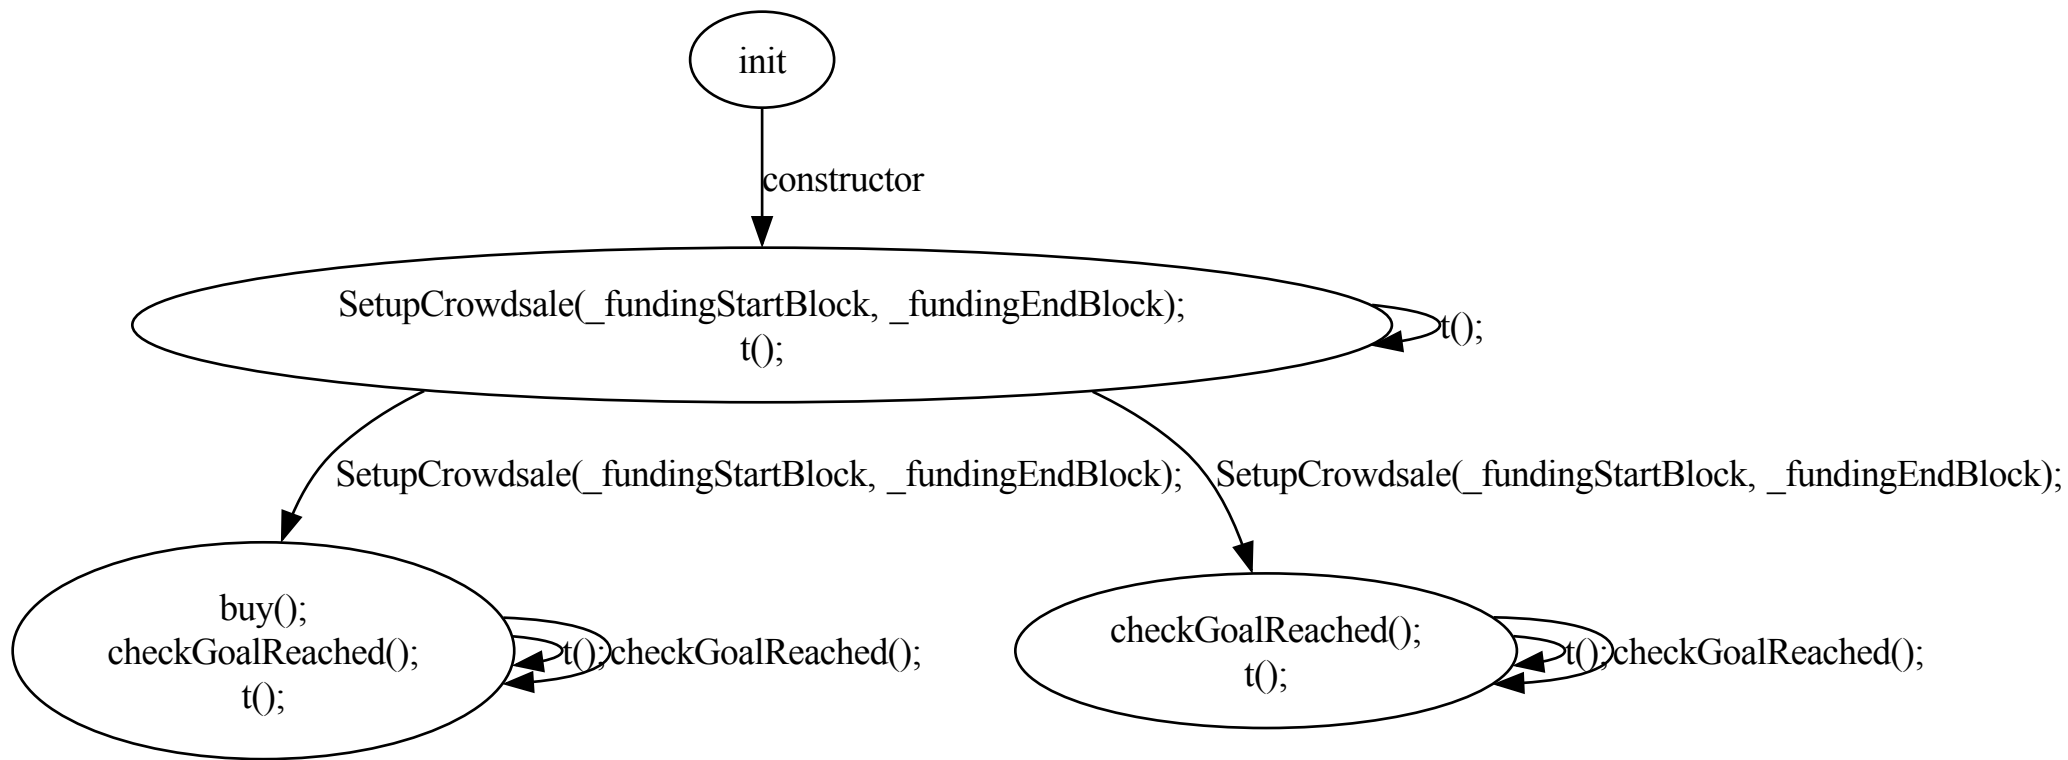 init
constructor
SetupCrowdsale(_fundingStartBlock, _fundingEndBlock);
t();
t();
SetupCrowdsale(_fundingStartBlock, _fundingEndBlock);
SetupCrowdsale(_fundingStartBlock, _fundingEndBlock);
buy();
checkGoalReached();
t();
t();
checkGoalReached();
checkGoalReached();
t();
t();
checkGoalReached();